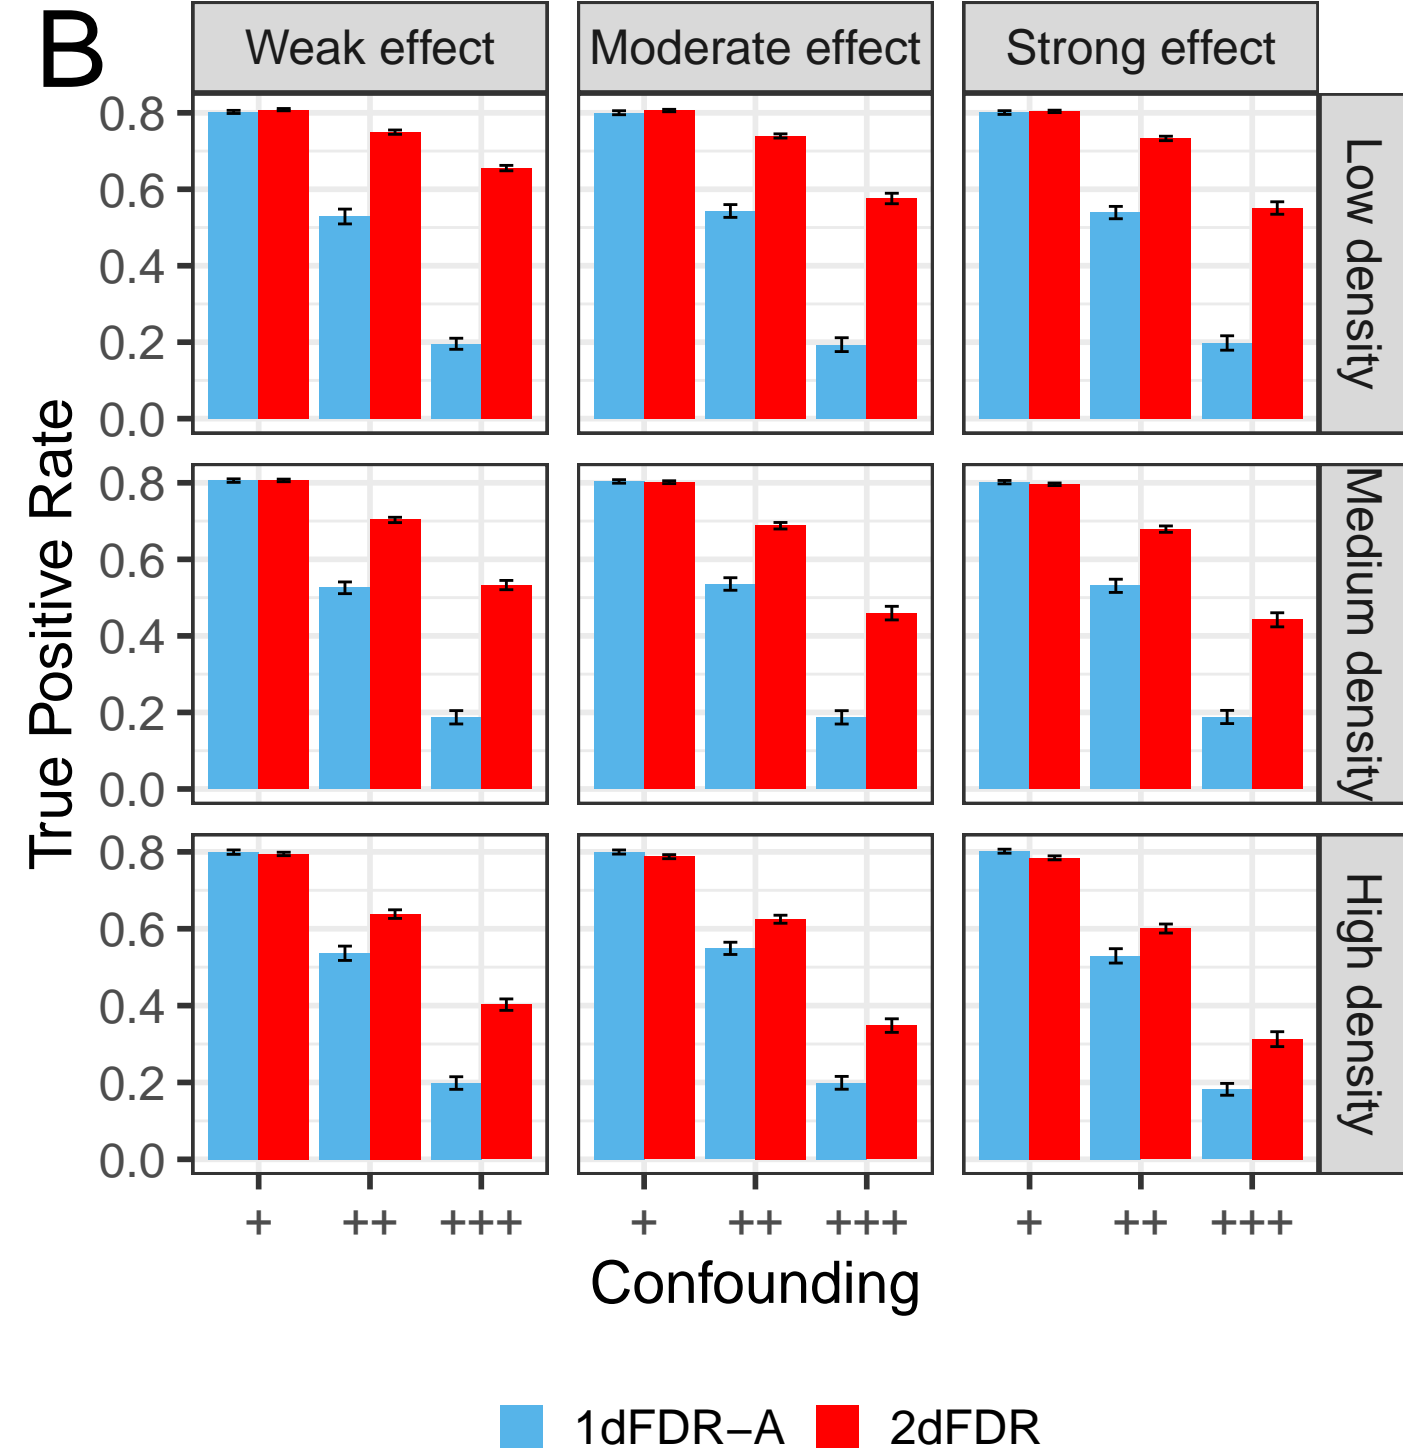 B
Weak effect Moderate effect Strong effect
0.8
0.6
0.4
0.2
0.0
Low density
0.8
0.6
0.4
0.2
0.0
Medium density
0.8
0.6
0.4
0.2
0.0
High density
True Positive Rate
+ ++ +++ + ++ +++ + ++ +++
Confounding
1dFDR−A 2dFDR